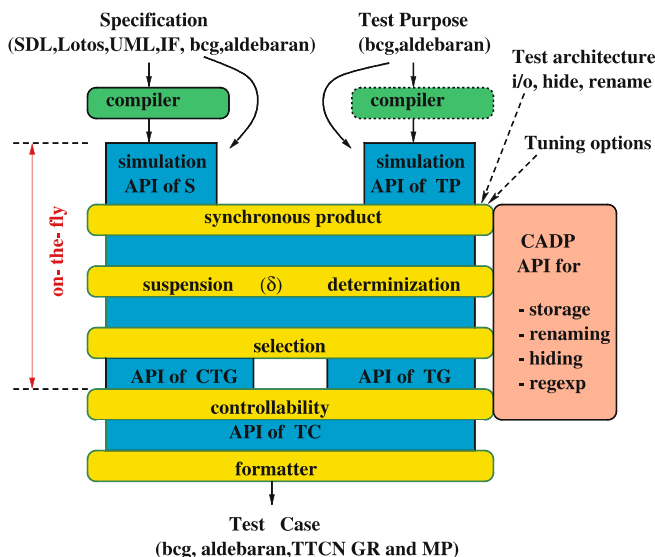 Specification
(SDL,Lotos,UML,IF, bcg,aldebaran)
Test Purpose
(bcg,aldebaran)
Test architecture
i/o, hide, rename
Tuning options
compiler
compiler
simulation
API of S
simulation
API of TP
synchronous product
on- the- fly
suspension (δ) determinization
selection
API of CTG
API of TG
controllability
API of TC
formatter
CADP
API for
- storage
- renaming
- hiding
- regexp
Test Case
(bcg, aldebaran,TTCN GR and MP)